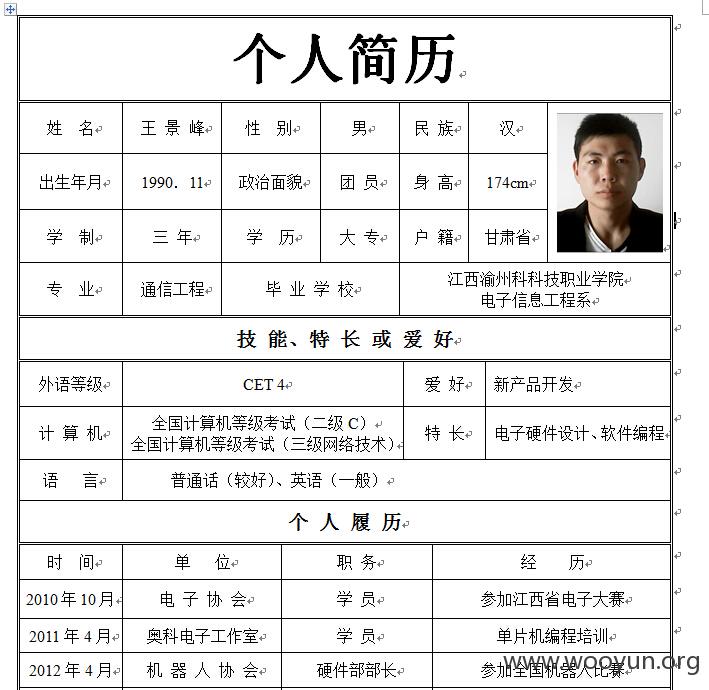 个人简历
姓 名 王 景 峰 性 别 男 民 族 汉
出生年月 1990．11 政治面貌 团 员 身 高 174cm
学 制 三 年 学 历 大 专 户 籍 甘肃省
专 业 通信工程 毕 业 学 校 江西渝州科科技职业学院
电子信息工程系
技 能、特 长 或 爱 好
外语等级 CET 4 爱 好 新产品开发
计 算 机 全国计算机等级考试（二级 C） 特 长 电子硬件设计、软件编程
全国计算机等级考试（三级网络技术）
语 言 普通话（较好）、英语（一般）
个 人 履 历
时 间 单 位 职 务 经 历
2010 年 10 月 电 子 协 会 学 员 参加江西省电子大赛
2011 年 4 月 奥科电子工作室 学 员 单片机编程培训
2012 年 4 月 机 器 人 协 会 硬件部部长 参加全国机器人比赛
www.wooyun.org